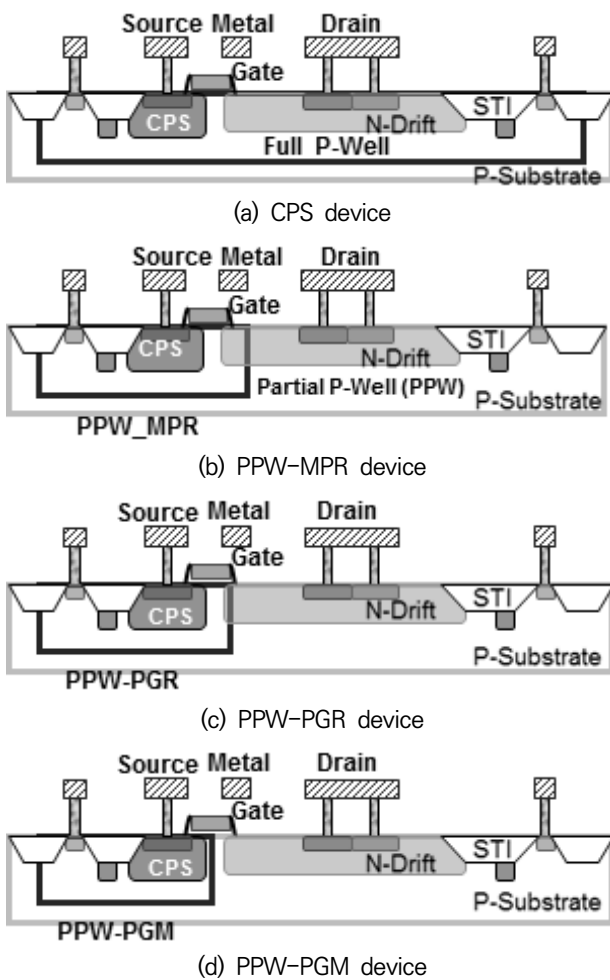 Source Metal Drain
Gate
CPS
STI
N-Drift
Full P-Well
P-Substrate
(a) CPS device
Source Metal Drain
Gate
CPS
STI
N-Drift
Partial P-Well (PPW)
P-Substrate
PPW_MPR
(b) PPW-MPR device
Source Metal Drain
Gate
CPS
STI
N-Drift
P-Substrate
PPW-PGR
(c) PPW-PGR device
Source Metal Drain
Gate
CPS
STI
N-Drift
P-Substrate
PPW-PGM
(d) PPW-PGM device